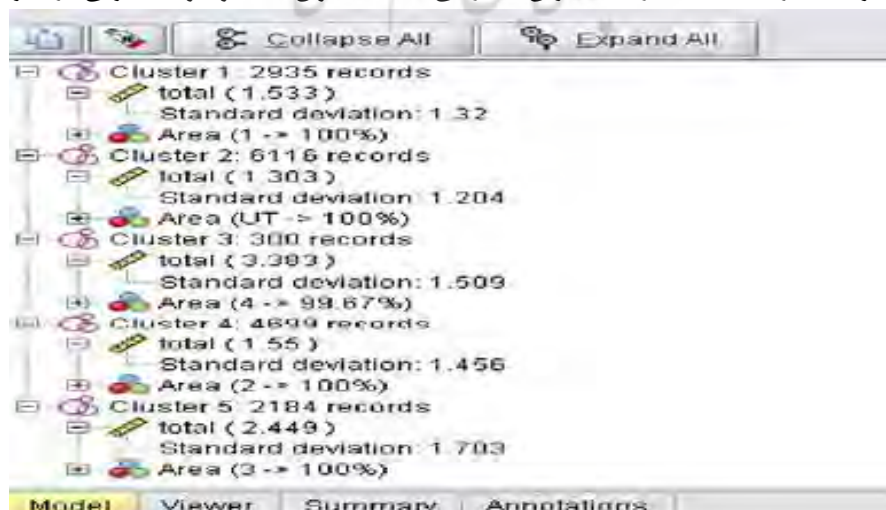 Collapse All Expand All
Cluster 1: 2935 records
total (1.533)
Standard deviation: 1.32
Area (1 -> 100%)
Cluster 2: 6116 records
total (1.303)
Standard deviation: 1.204
Area (UT -> 100%)
Cluster 3: 300 records
total (3.383)
Standard deviation: 1.509
Area (4 -> 99.67%)
Cluster 4: 4699 records
total (1.55)
Standard deviation: 1.456
Area (2 -> 100%)
Cluster 5: 2184 records
total (2.449)
Standard deviation: 1.703
Area (3 -> 100%)
Model Viewer Summary Annotations